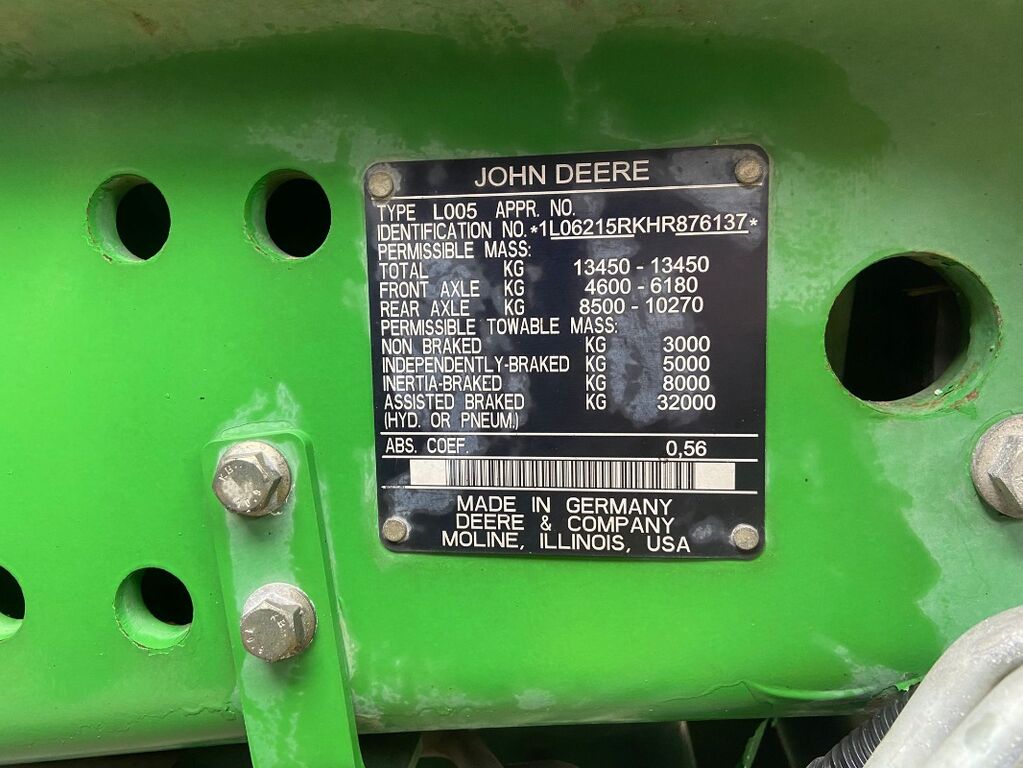 JOHN DEERE
TYPE L005 APPR. NO.
IDENTIFICATION NO. *1L06215RKHR876137*
PERMISSIBLE MASS:
TOTAL KG 13450 - 13450
FRONT AXLE KG 4600 - 6180
REAR AXLE KG 8500 - 10270
PERMISSIBLE TOWABLE MASS:
NON BRAKED KG 3000
INDEPENDENTLY-BRAKED KG 5000
INERTIA-BRAKED KG 8000
ASSISTED BRAKED KG 32000
(HYD. OR PNEUM.)
ABS. COEF. 0,56
MADE IN GERMANY
DEERE & COMPANY
MOLINE, ILLINOIS, USA